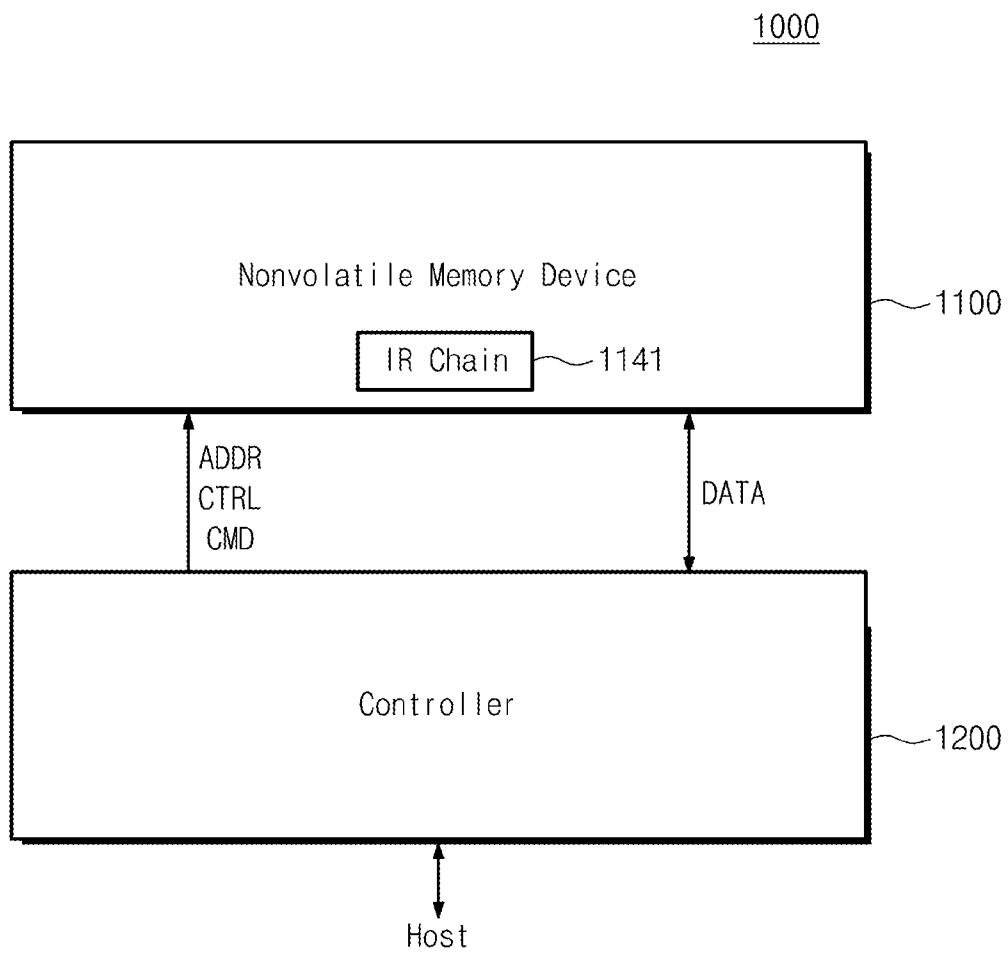 1000
Nonvolatile Memory Device
1100
IR Chain
1141
ADDR
CTRL
CMD
DATA
Controller
1200
Host